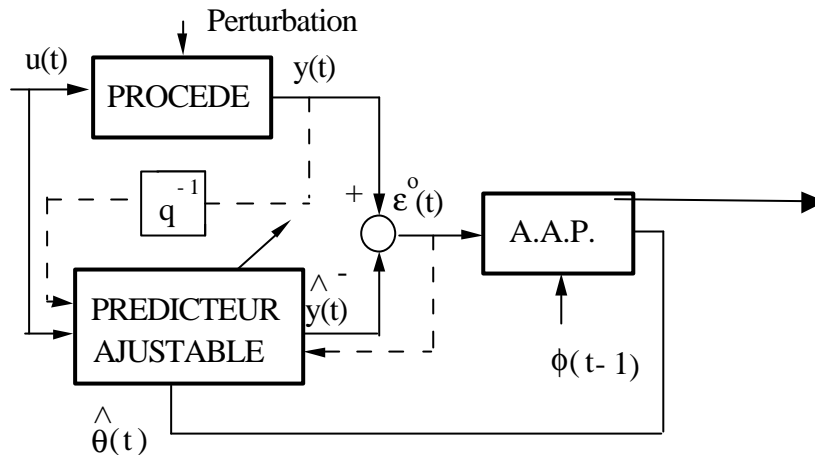 Perturbation
u(t)
y(t)
PROCEDE
q⁻¹
+
ε°(t)
A.A.P.
-
ŷ(t)
PREDICTEUR
AJUSTABLE
ϕ(t-1)
θ̂(t)